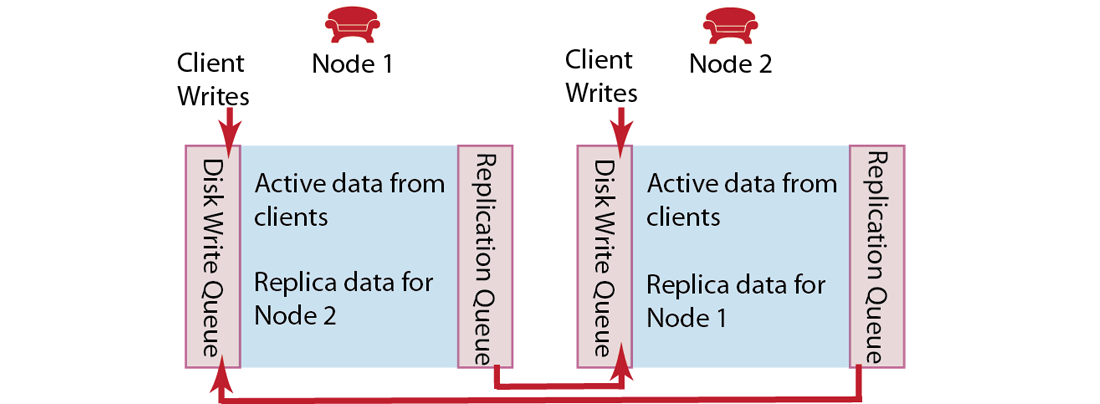 Client
Writes
Node 1
Client
Writes
Node 2
Disk Write Queue
Active data from
clients
Replica data for
Node 2
Replication Queue
Disk Write Queue
Active data from
clients
Replica data for
Node 1
Replication Queue